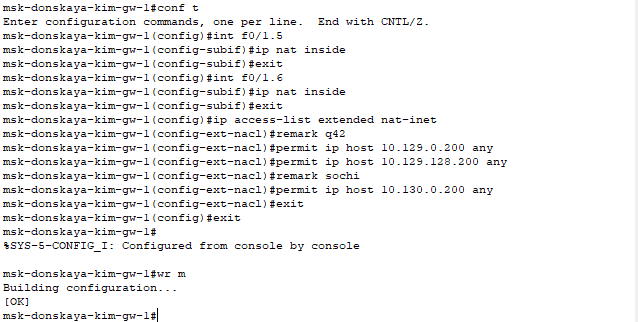 msk-donskaya-kim-gw-1#conf t
Enter configuration commands, one per line.  End with CNTL/Z.
msk-donskaya-kim-gw-1(config)#int f0/1.5
msk-donskaya-kim-gw-1(config-subif)#ip nat inside
msk-donskaya-kim-gw-1(config-subif)#exit
msk-donskaya-kim-gw-1(config)#int f0/1.6
msk-donskaya-kim-gw-1(config-subif)#ip nat inside
msk-donskaya-kim-gw-1(config-subif)#exit
msk-donskaya-kim-gw-1(config)#ip access-list extended nat-inet
msk-donskaya-kim-gw-1(config-ext-nacl)#remark q42
msk-donskaya-kim-gw-1(config-ext-nacl)#permit ip host 10.129.0.200 any
msk-donskaya-kim-gw-1(config-ext-nacl)#permit ip host 10.129.128.200 any
msk-donskaya-kim-gw-1(config-ext-nacl)#remark sochi
msk-donskaya-kim-gw-1(config-ext-nacl)#permit ip host 10.130.0.200 any
msk-donskaya-kim-gw-1(config-ext-nacl)#exit
msk-donskaya-kim-gw-1(config)#exit
msk-donskaya-kim-gw-1#
%SYS-5-CONFIG_I: Configured from console by console
msk-donskaya-kim-gw-1#wr m
Building configuration...
[OK]
msk-donskaya-kim-gw-1#